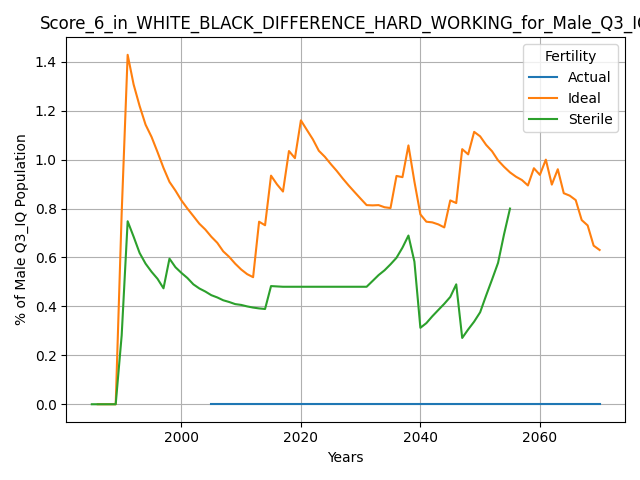 Score_6_in_WHITE_BLACK_DIFFERENCE_HARD_WORKING_for_Male_Q3_IQ
Fertility
Actual
Ideal
Sterile
% of Male Q3_IQ Population
1.4
1.2
1.0
0.8
0.6
0.4
0.2
0.0
2000 2020 2040 2060
Years